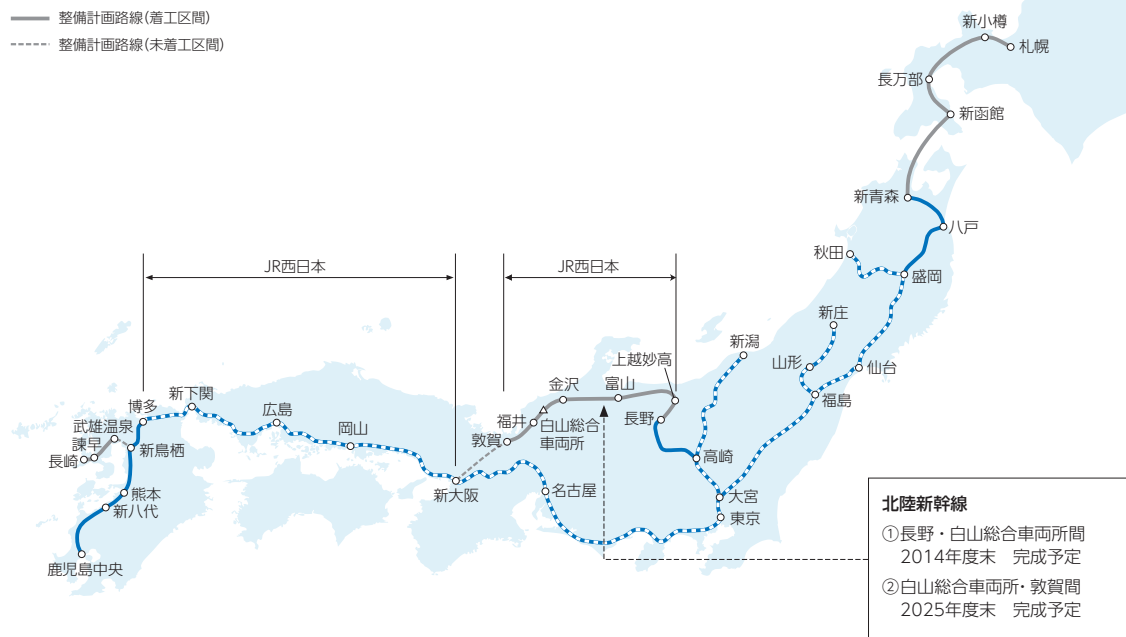 整備計画路線(着工区間)
整備計画路線(未着工区間)
新小樽
札幌
長万部
新函館
新青森
八戸
秋田
盛岡
JR西日本
JR西日本
新庄
新潟
山形
仙台
上越妙高
福島
金沢
富山
新下関
博多
広島
福井
白山総合
車両所
長野
武雄温泉
岡山
敦賀
諫早
新鳥栖
長崎
高崎
新大阪
名古屋
大宮
熊本
新八代
東京
鹿児島中央
北陸新幹線
①長野・白山総合車両所間
2014年度末 完成予定
②白山総合車両所・敦賀間
2025年度末 完成予定